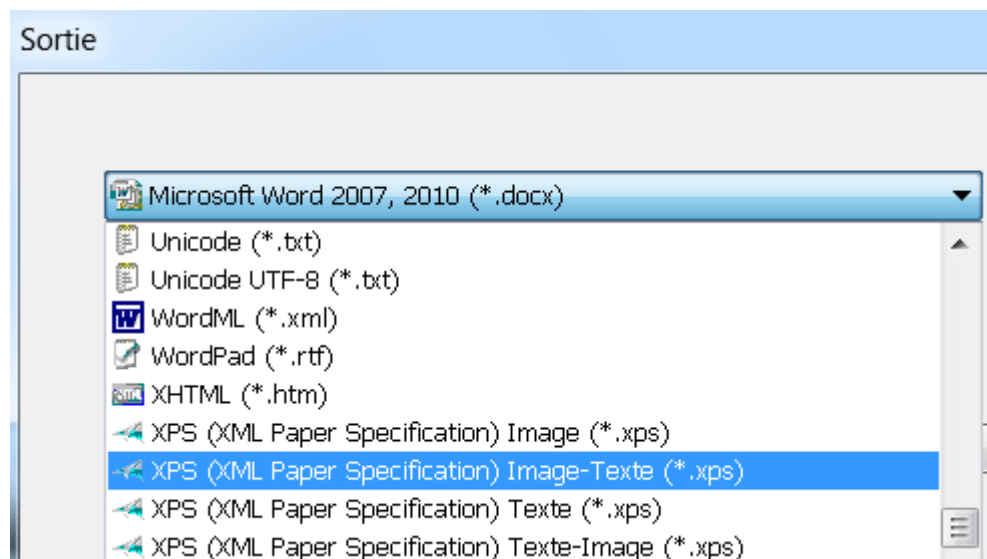 Sortie
Microsoft Word 2007, 2010 (*.docx)
Unicode (*.txt)
Unicode UTF-8 (*.txt)
WordML (*.xml)
WordPad (*.rtf)
XHTML (*.htm)
XPS (XML Paper Specification) Image (*.xps)
XPS (XML Paper Specification) Image-Texte (*.xps)
XPS (XML Paper Specification) Texte (*.xps)
XPS (XML Paper Specification) Texte-Image (*.xps)